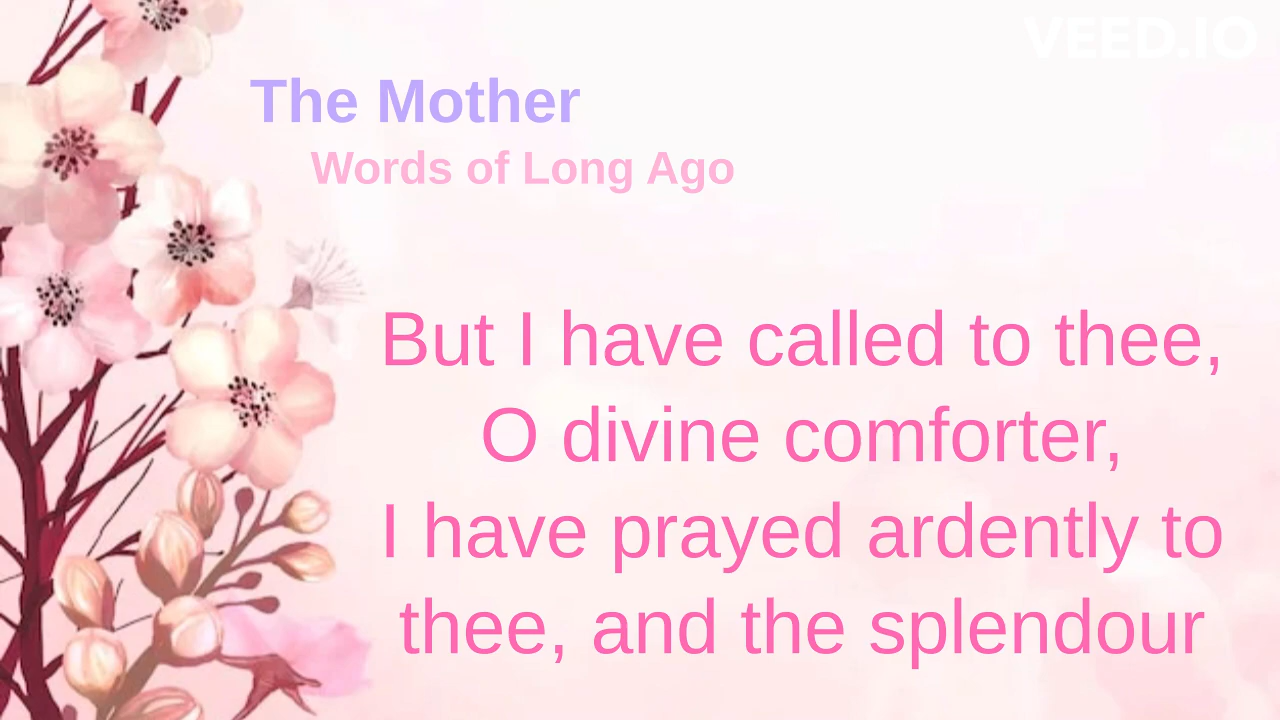 VEED.IO
The Mother
Words of Long Ago
But I have called to thee,
O divine comforter,
I have prayed ardently to
thee, and the splendour